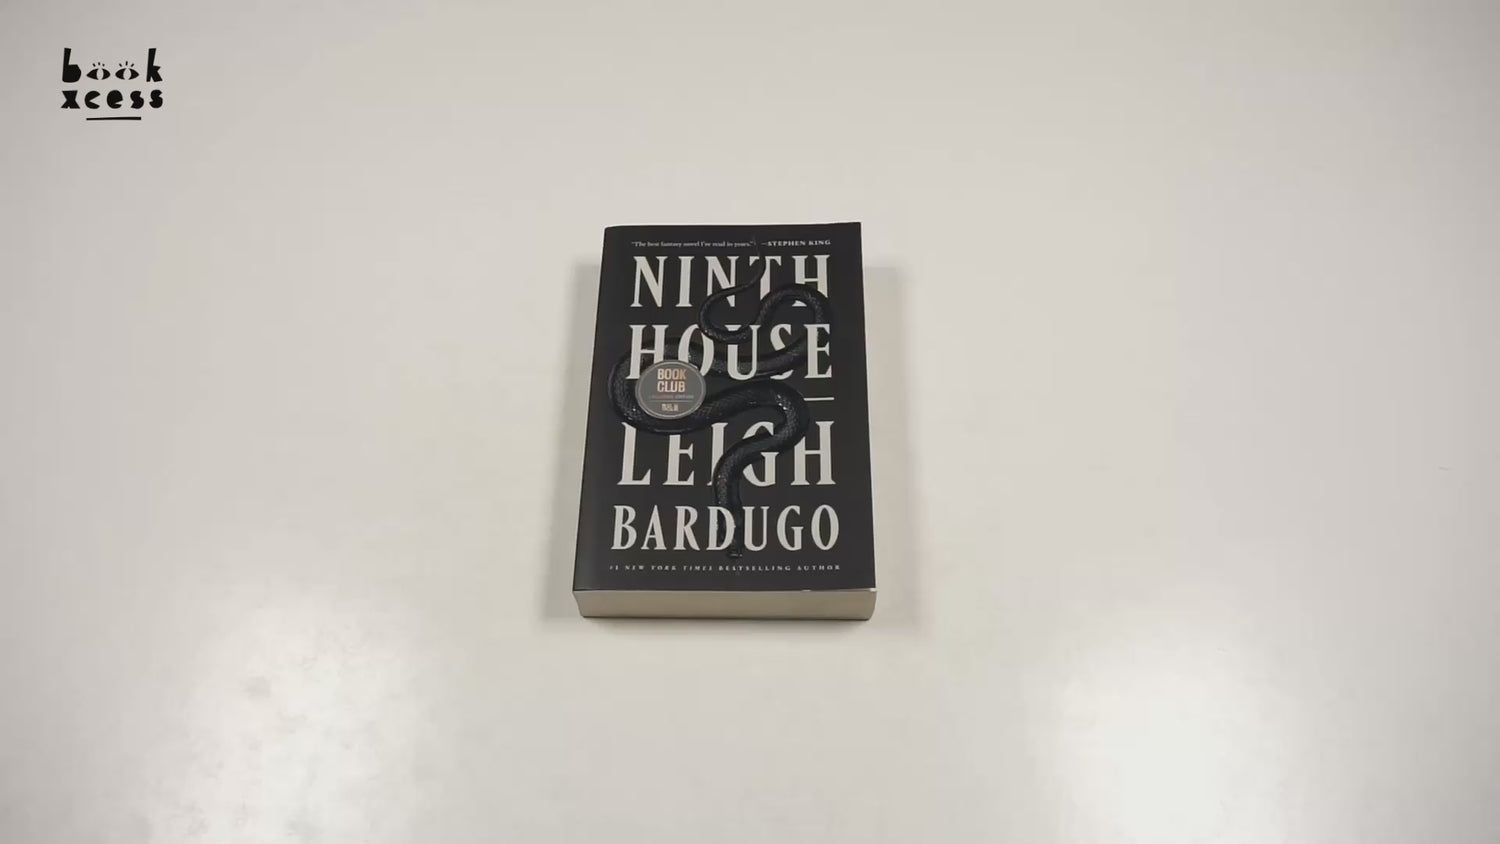 book
xcess
"The best fantasy novel I've read in years." —STEPHEN KING
NINTH
HOUSE
BOOK
CLUB
LEIGH
BARDUGO
#1 NEW YORK TIMES BESTSELLING AUTHOR